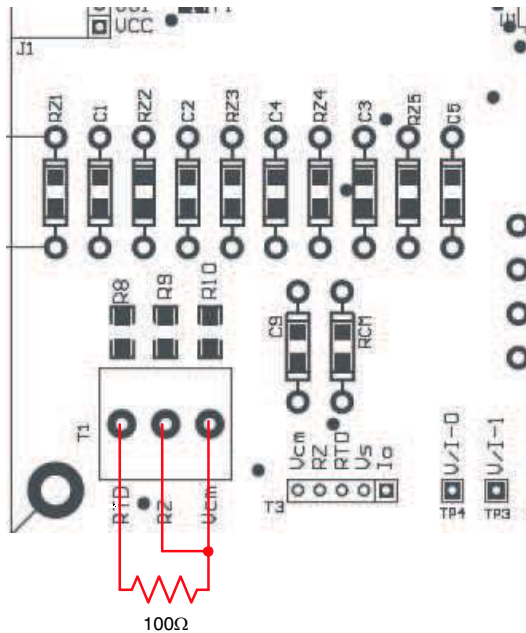 VCC
J1
RZ1
C1
RZ2
C2
RZ3
C4
RZ4
C3
RZ5
C5
R8
R9
R10
C9
RCM
T1
RTD
RZ
Vcm
T3
Vcm
RZ
RTD
Vs
Io
V/I-0
TP4
V/I-1
TP3
100Ω